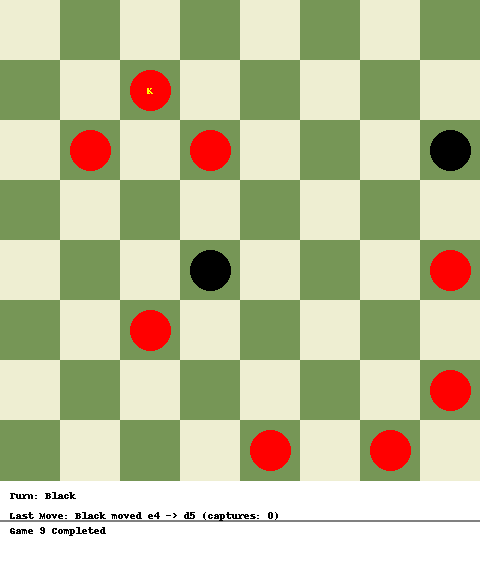 K
Turn: Black
Last Move: Black moved e4 -> d5 (captures: 0)
Game 9 Completed